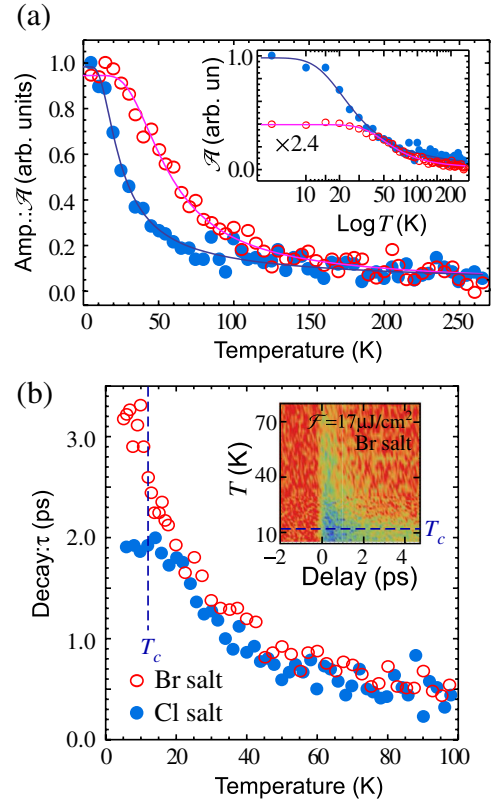 (a)
Amp.:𝒜 (arb. units)
1.0
0.8
0.6
0.4
0.2
0.0
0 50 100 150 200 250
Temperature (K)
𝒜 (arb. un)
1.0
0.0
×2.4
10 20 50 100 200
Log T (K)
(b)
Decay:τ (ps)
3.0
2.0
1.0
0.0
0 20 40 60 80 100
Temperature (K)
T_c
Br salt
Cl salt
ℱ=17μJ/cm²
Br salt
T (K)
70
40
10
T_c
−2 0 2 4
Delay (ps)